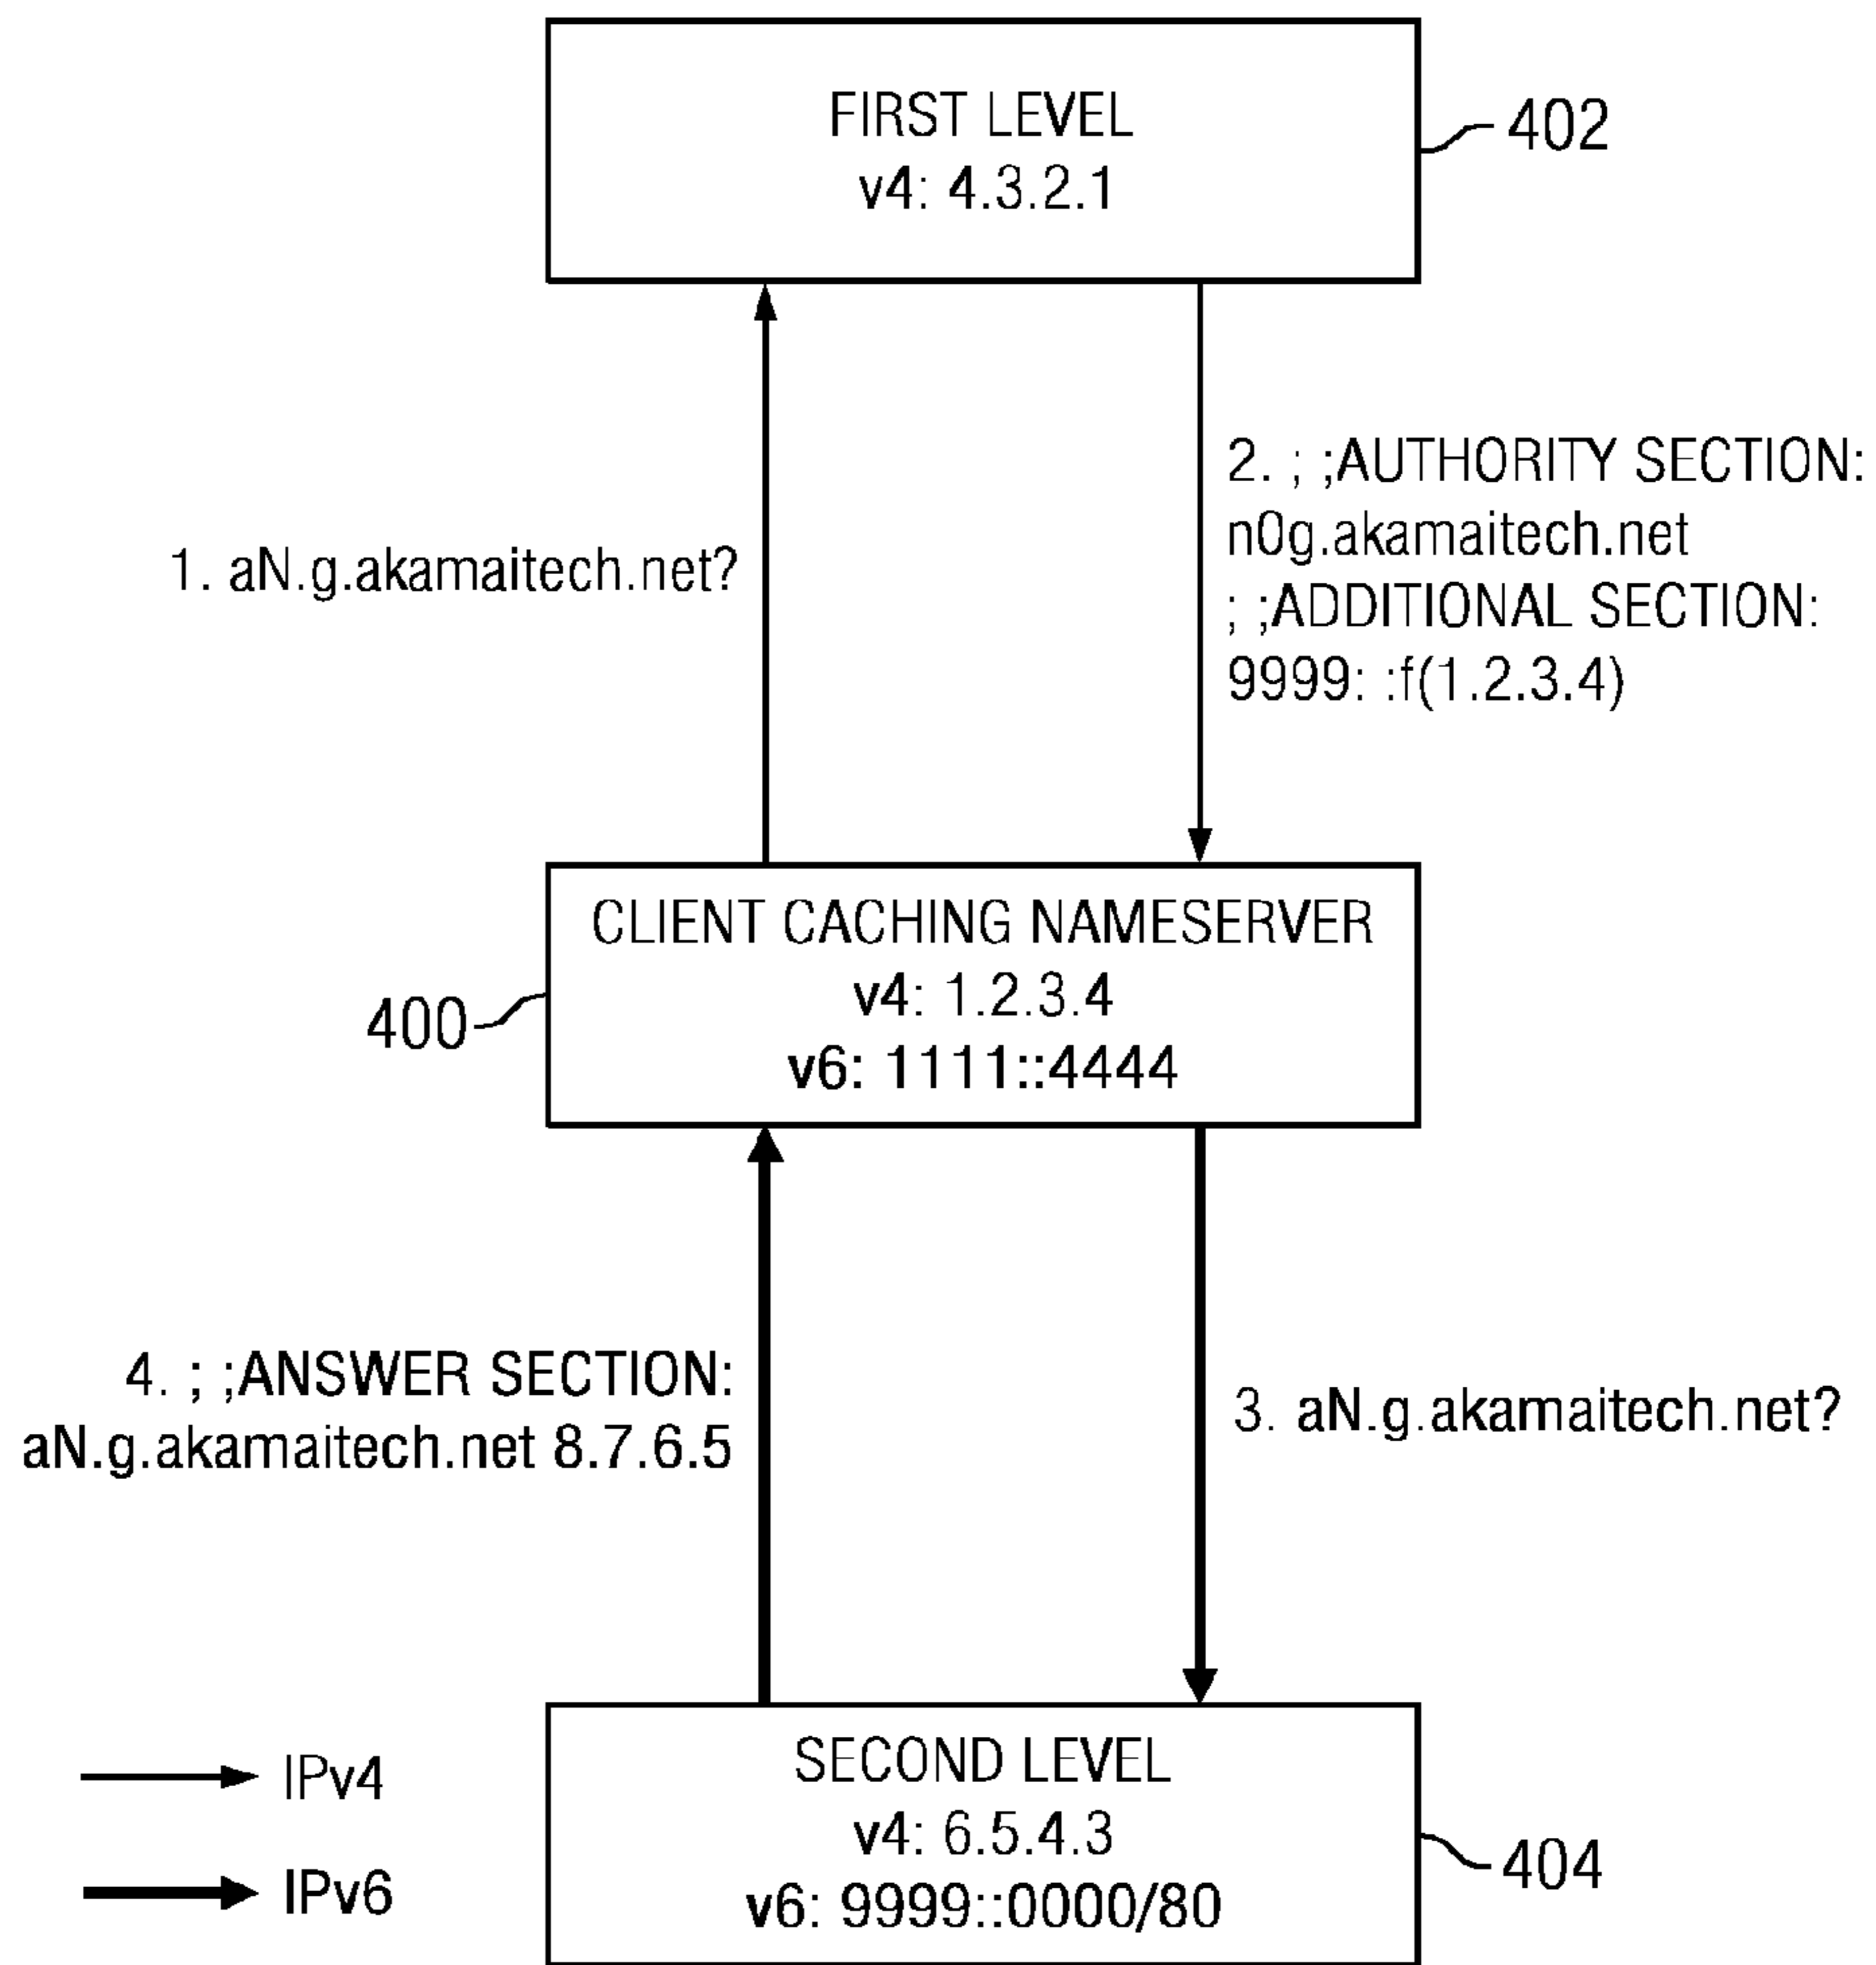 FIRST LEVEL
v4: 4.3.2.1
402
1. aN.g.akamaitech.net?
2. ; ;AUTHORITY SECTION:
n0g.akamaitech.net
; ;ADDITIONAL SECTION:
9999: :f(1.2.3.4)
CLIENT CACHING NAMESERVER
v4: 1.2.3.4
v6: 1111::4444
400
4. ; ;ANSWER SECTION:
aN.g.akamaitech.net 8.7.6.5
3. aN.g.akamaitech.net?
SECOND LEVEL
v4: 6.5.4.3
v6: 9999::0000/80
404
IPv4
IPv6